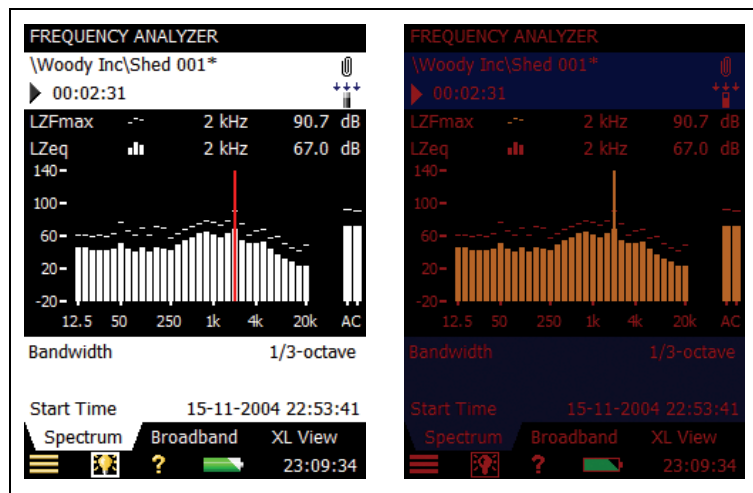 FREQUENCY ANALYZER
\Woody Inc\Shed 001*
00:02:31
LZFmax 2 kHz 90.7 dB
LZeq 2 kHz 67.0 dB
140
100
60
20
-20
12.5 50 250 1k 4k 20k AC
Bandwidth 1/3-octave
Start Time 15-11-2004 22:53:41
Spectrum Broadband XL View
? 23:09:34
FREQUENCY ANALYZER
\Woody Inc\Shed 001*
00:02:31
LZFmax 2 kHz 90.7 dB
LZeq 2 kHz 67.0 dB
140
100
60
20
-20
12.5 50 250 1k 4k 20k AC
Bandwidth 1/3-octave
Start Time 15-11-2004 22:53:41
Spectrum Broadband XL View
? 23:09:34